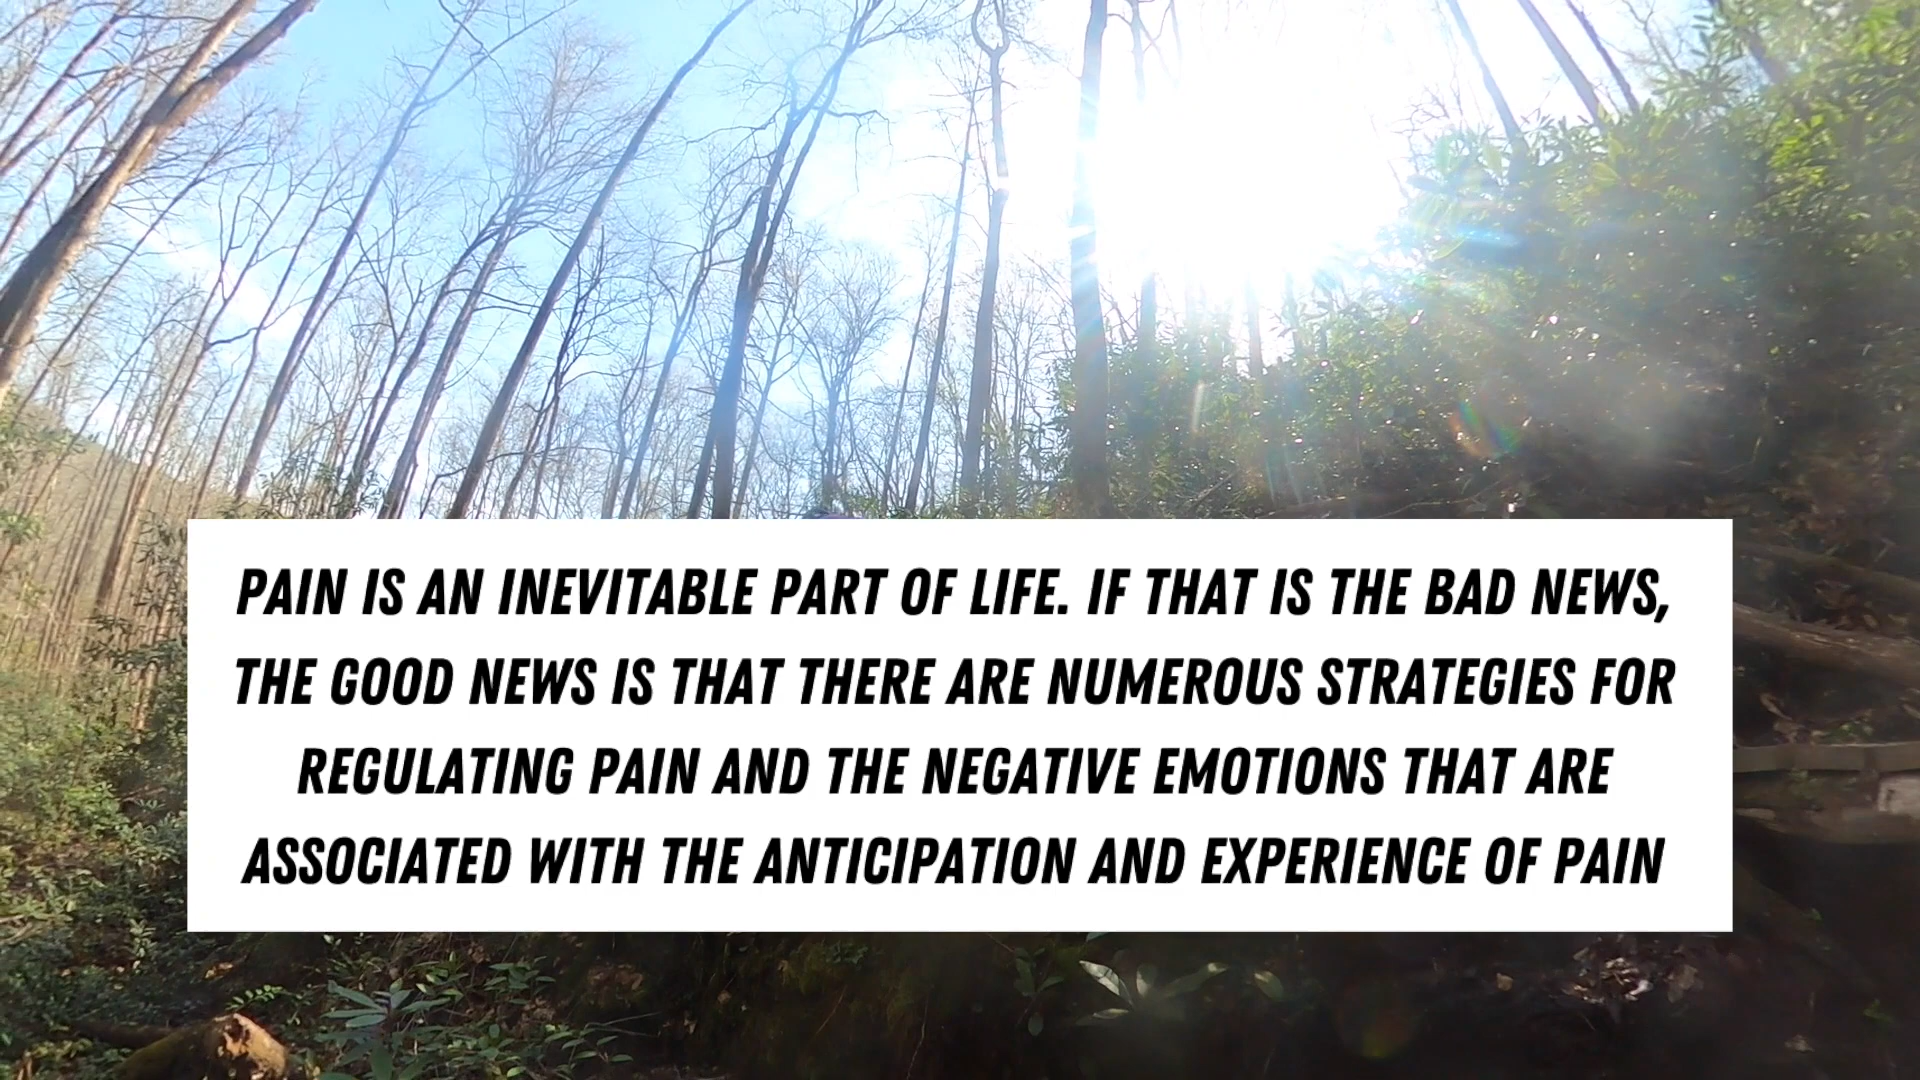 PAIN IS AN INEVITABLE PART OF LIFE. IF THAT IS THE BAD NEWS,
THE GOOD NEWS IS THAT THERE ARE NUMEROUS STRATEGIES FOR
REGULATING PAIN AND THE NEGATIVE EMOTIONS THAT ARE
ASSOCIATED WITH THE ANTICIPATION AND EXPERIENCE OF PAIN